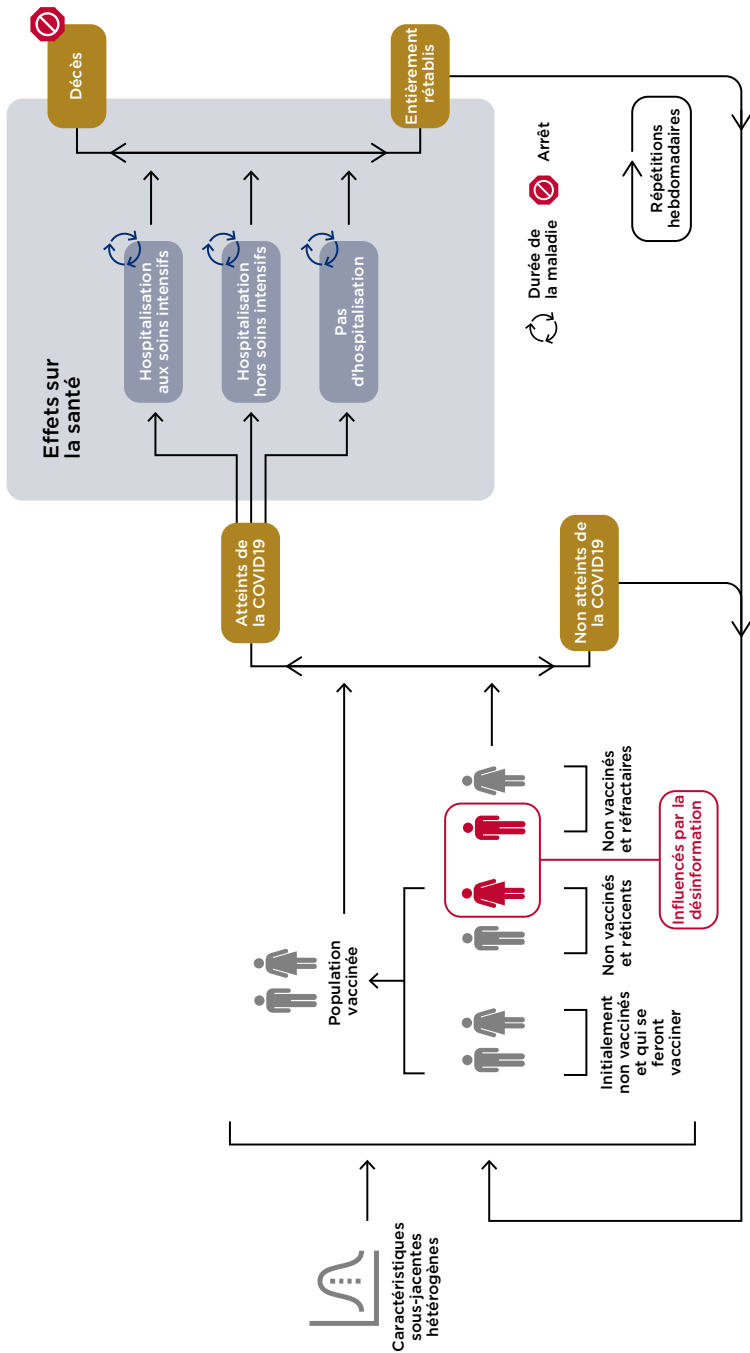 Caractéristiques
sous-jacentes
hétérogènes
Population
vaccinée
Initialement
non vaccinés
et qui se
feront
vacciner
Non vaccinés
et réticents
Non vaccinés
et réfractaires
Influencés par la
désinformation
Atteints de
la COVID19
Non atteints de
la COVID19
Effets sur
la santé
Hospitalisation
aux soins intensifs
Hospitalisation
hors soins intensifs
Pas
d'hospitalisation
Décès
Entièrement
rétablis
Durée de
la maladie
Arrêt
Répétitions
hebdomadaires